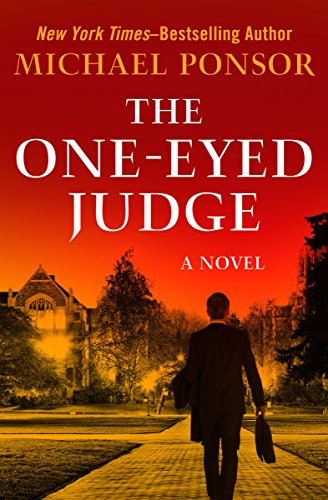 New York Times–Bestselling Author
MICHAEL PONSOR
THE
ONE-EYED
JUDGE
A NOVEL